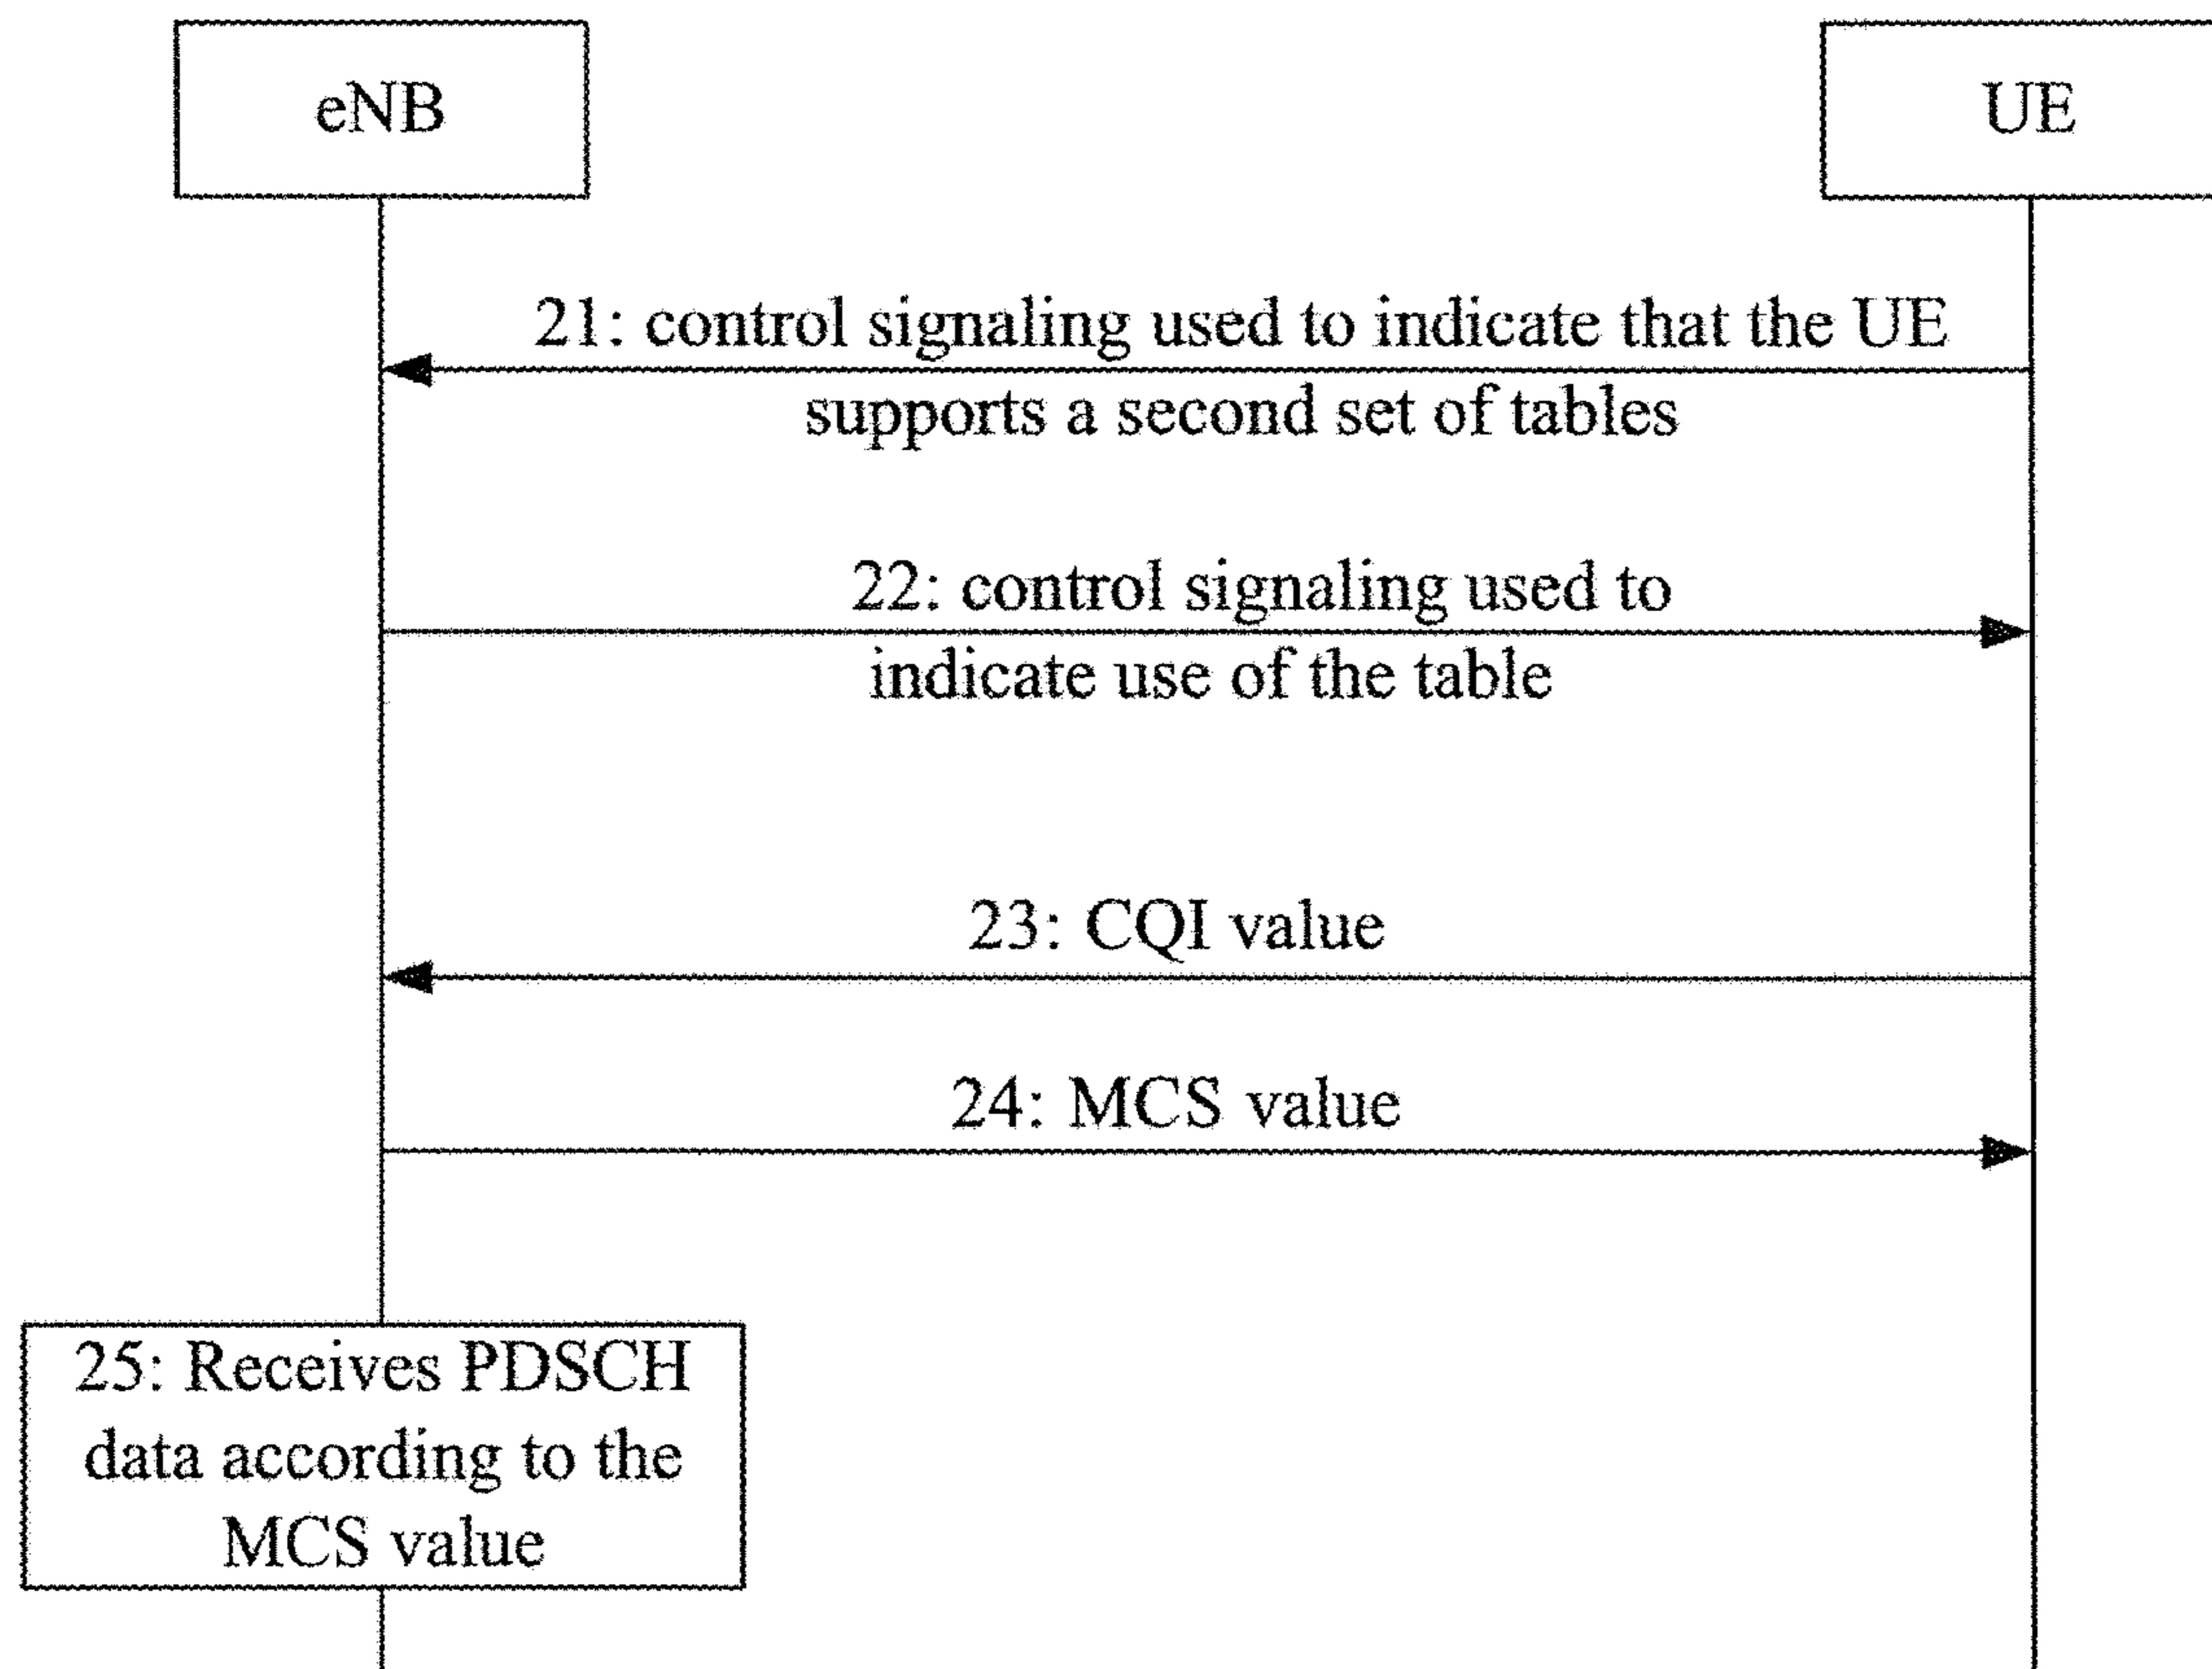 eNB
UE
21: control signaling used to indicate that the UE
supports a second set of tables
22: control signaling used to
indicate use of the table
23: CQI value
24: MCS value
25: Receives PDSCH
data according to the
MCS value